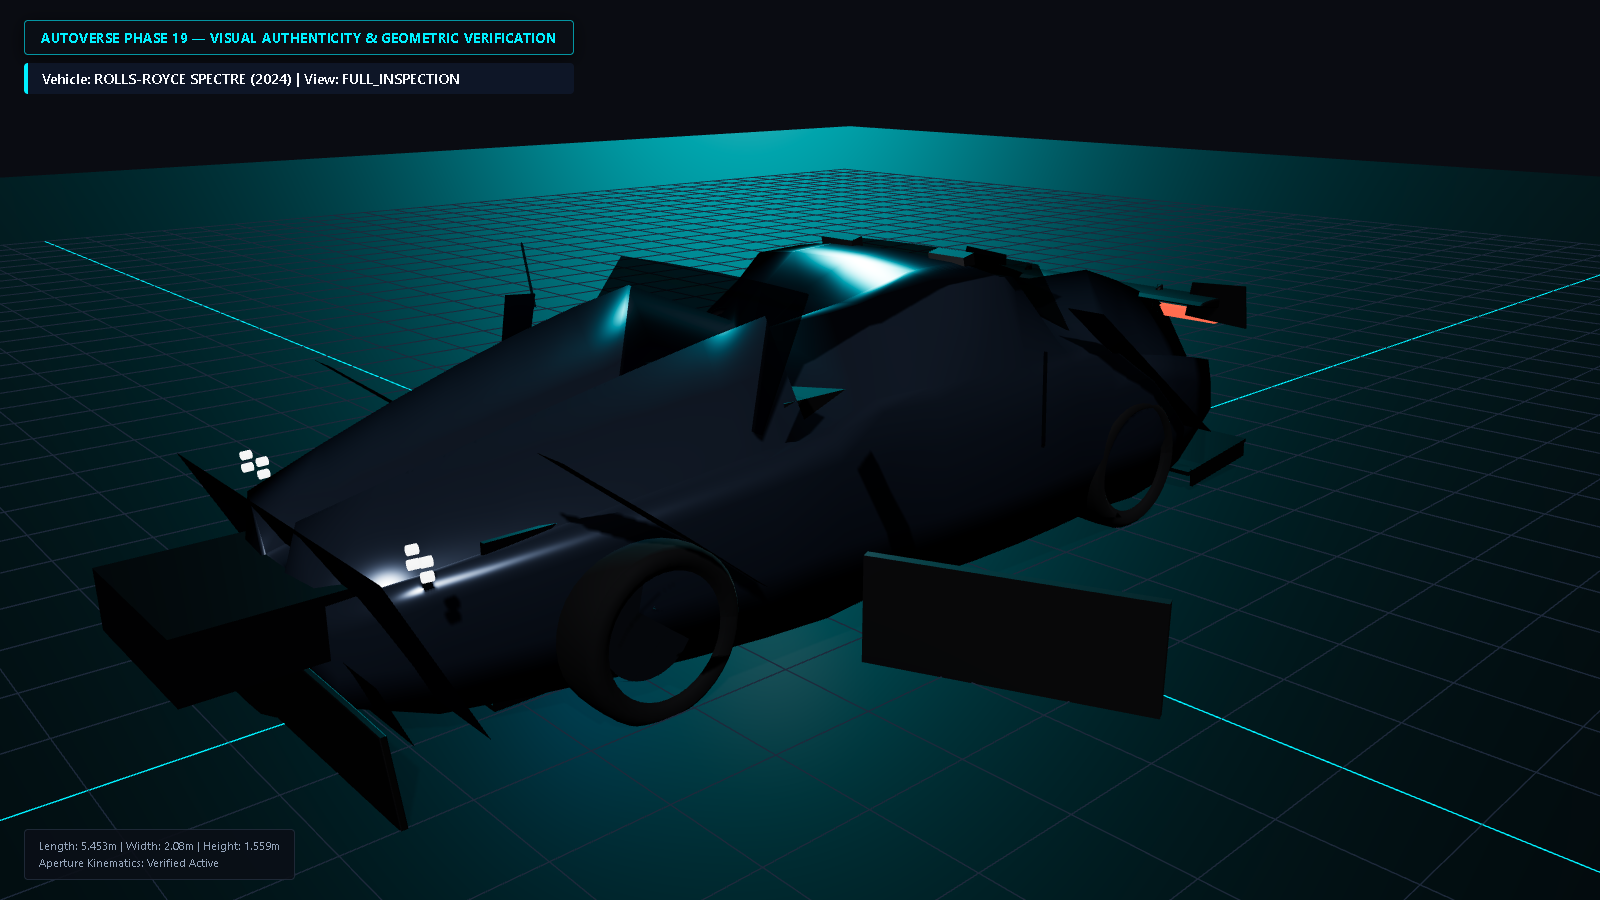 AUTOVERSE PHASE 19 — VISUAL AUTHENTICITY & GEOMETRIC VERIFICATION
Vehicle: ROLLS-ROYCE SPECTRE (2024) | View: FULL_INSPECTION
Length: 5.453m | Width: 2.08m | Height: 1.559m
Aperture Kinematics: Verified Active